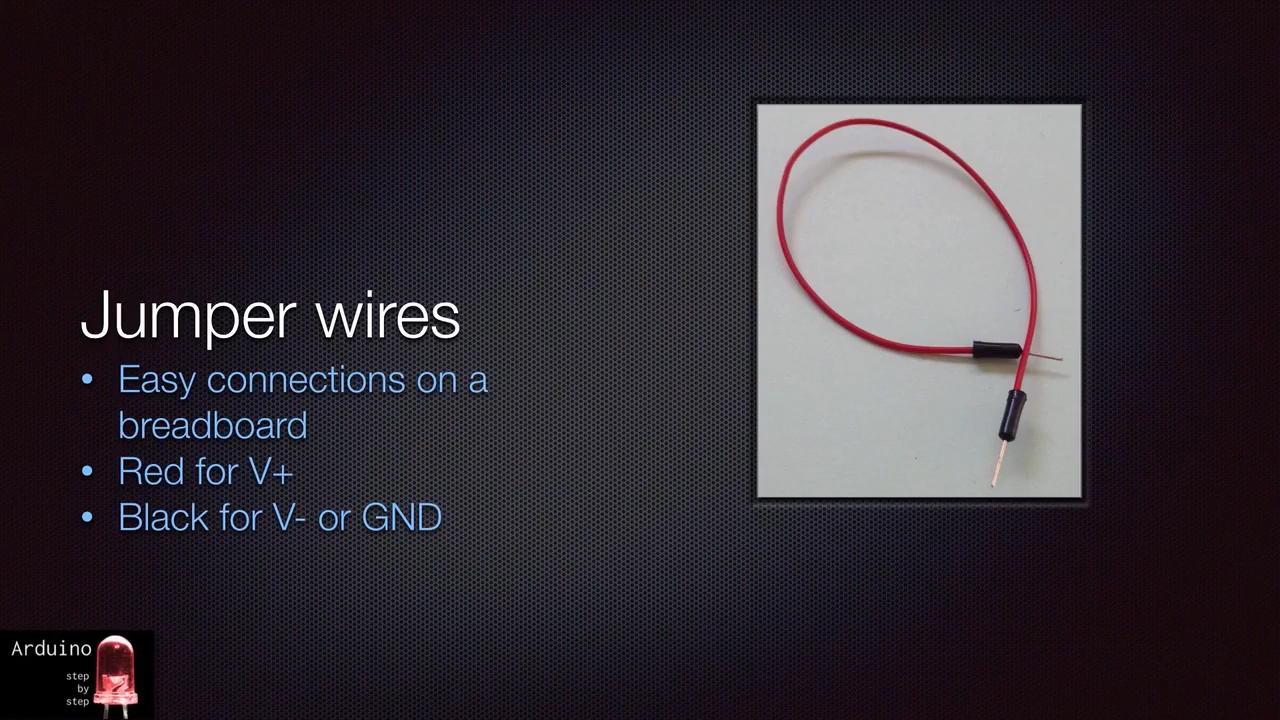 Jumper wires
• Easy connections on a
breadboard
• Red for V+
• Black for V- or GND
Arduino
step
by
step